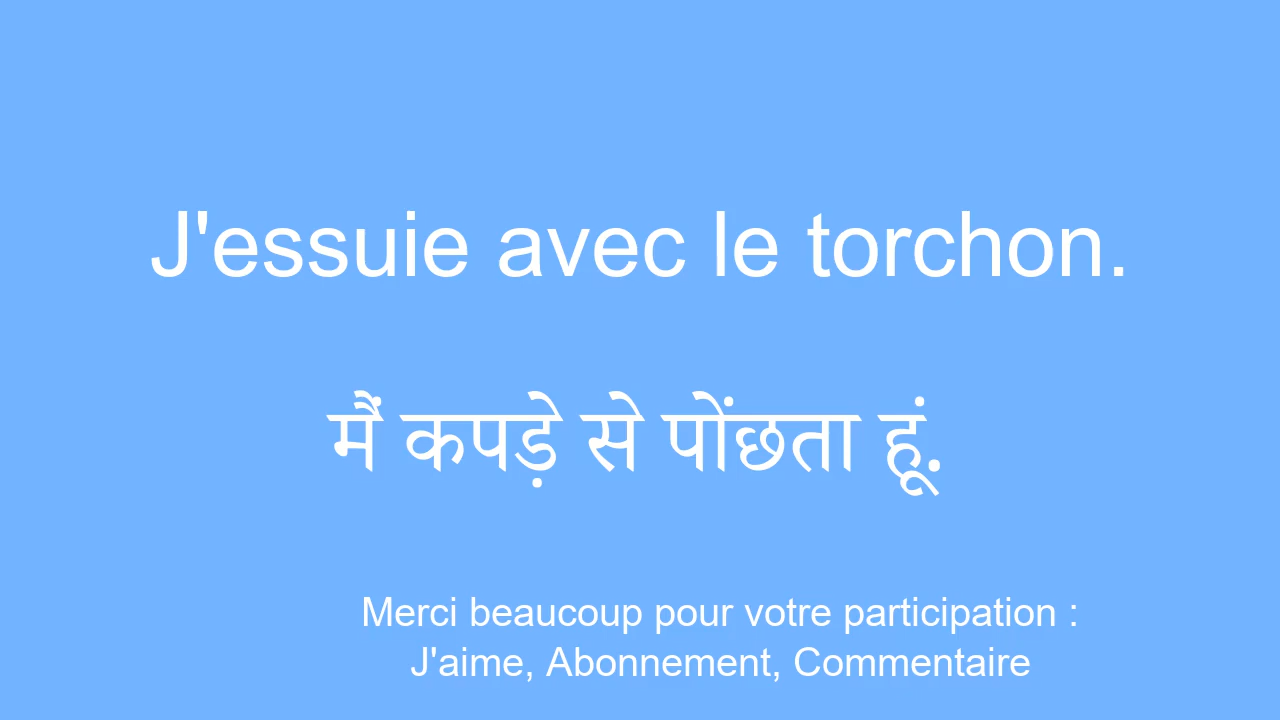 J'essuie avec le torchon.
मैं कपड़े से पोंछता हूं.
Merci beaucoup pour votre participation :
J'aime, Abonnement, Commentaire